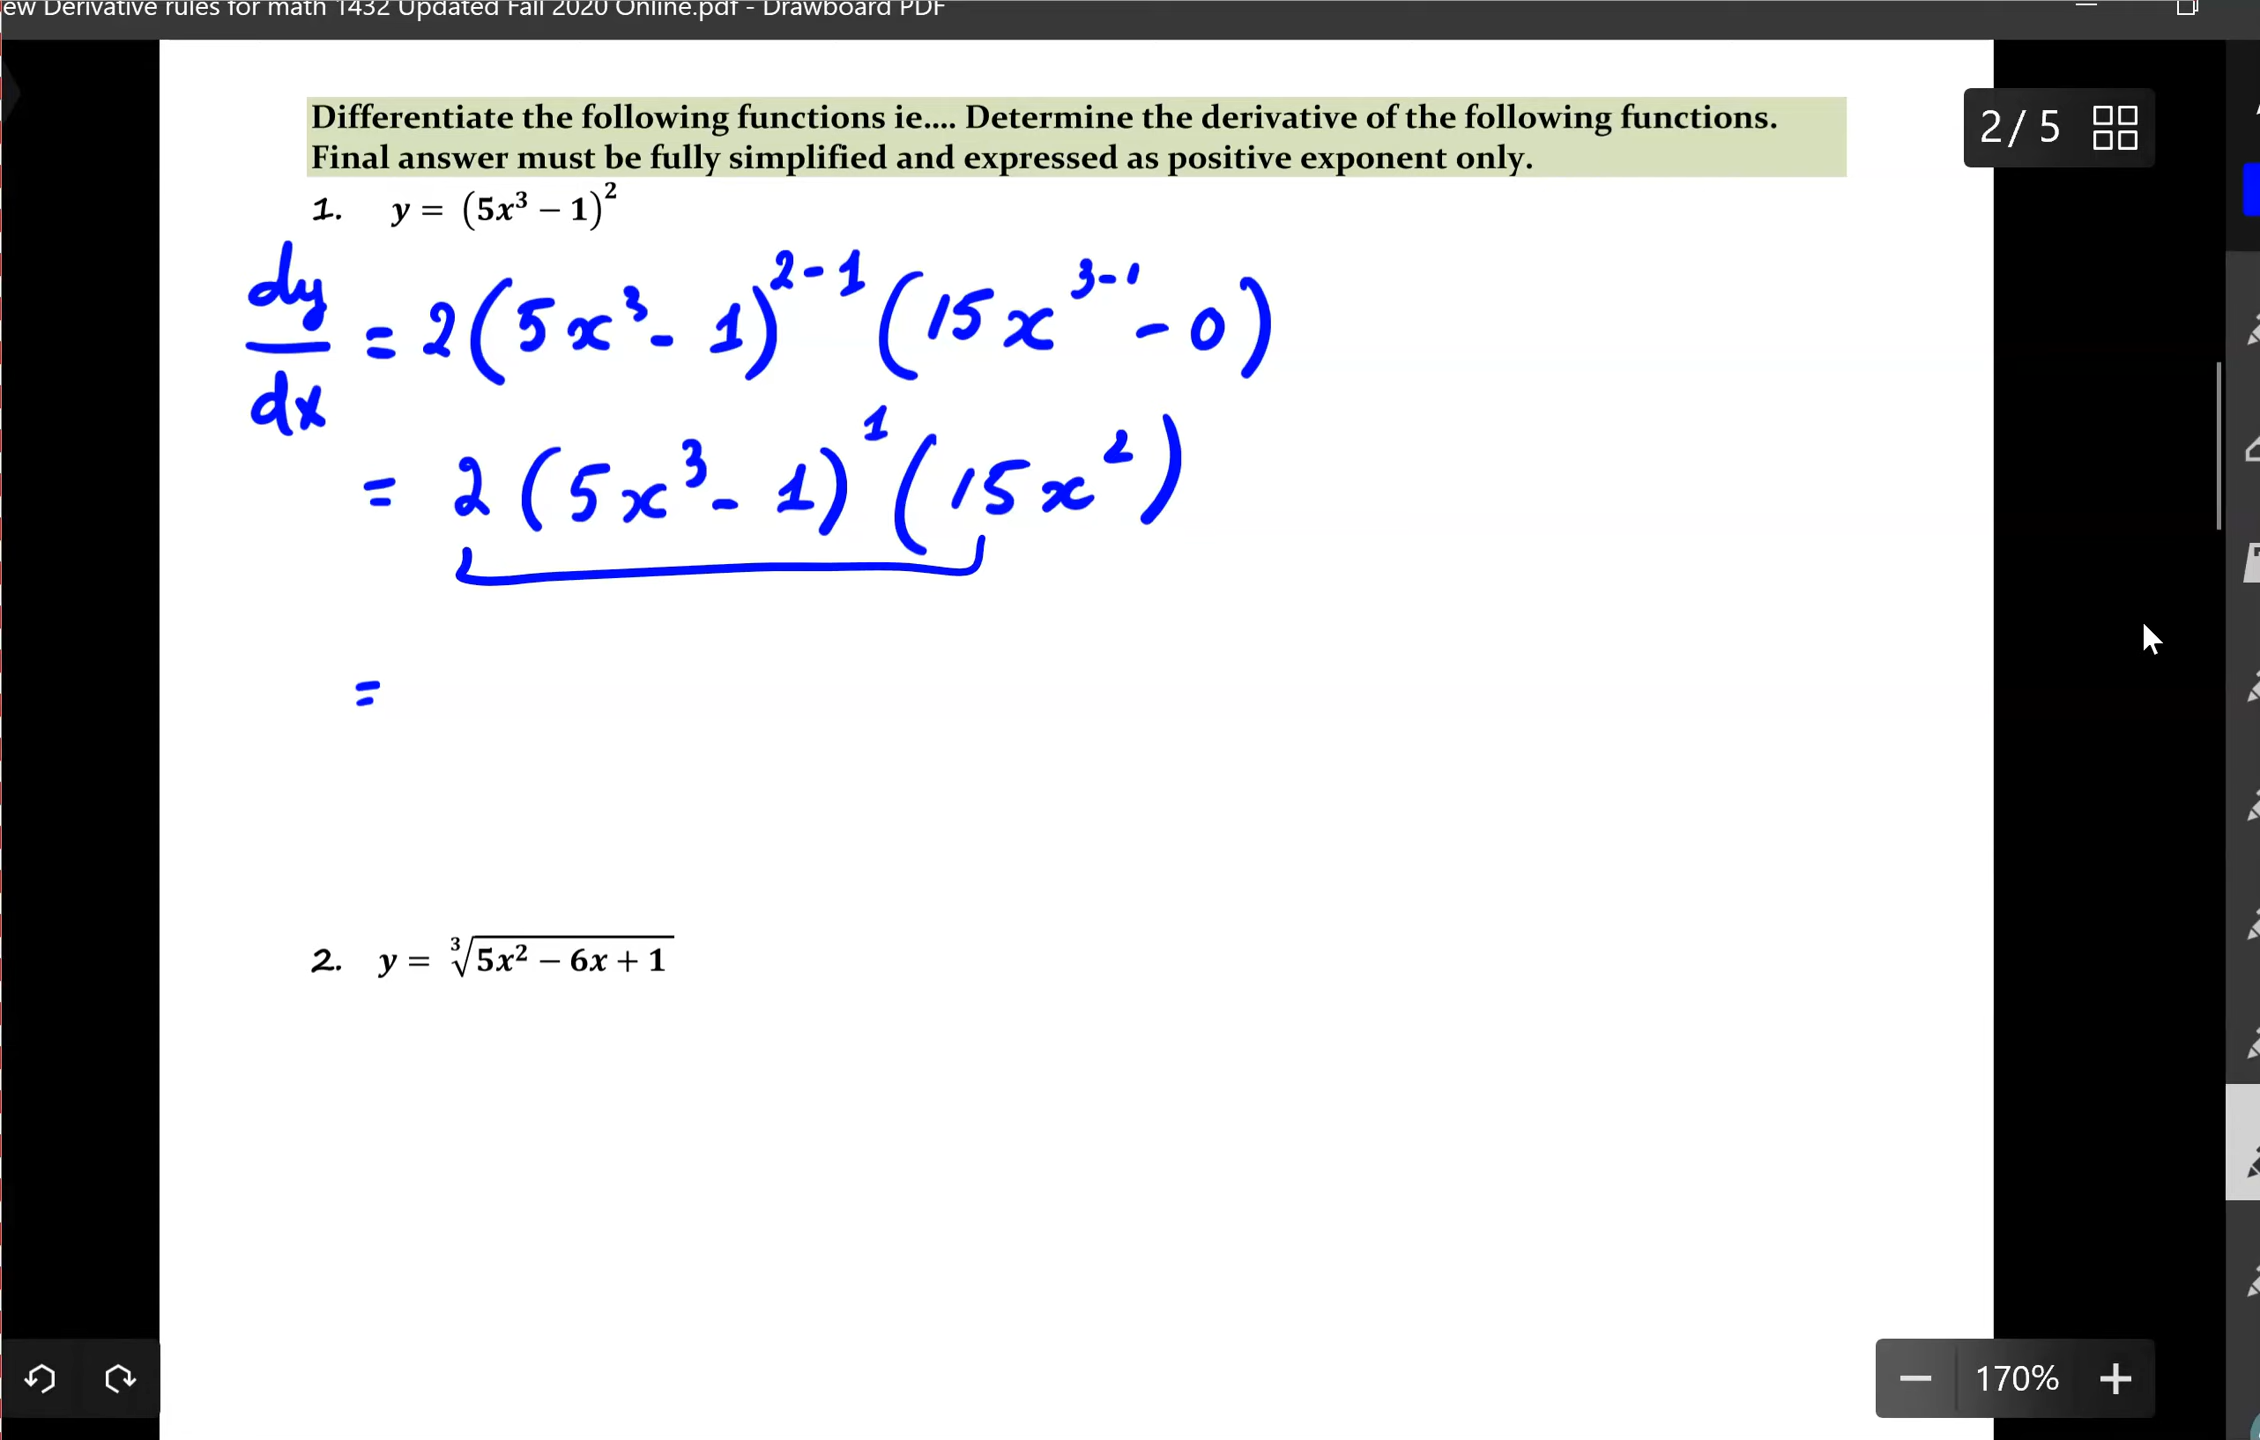 ew Derivative rules for math 1432 Updated Fall 2020 Online.pdf - Drawboard PDF
2 / 5
Differentiate the following functions ie.... Determine the derivative of the following functions.
Final answer must be fully simplified and expressed as positive exponent only.
1. y = (5x³ − 1)²
dy/dx = 2(5x³ - 1)²⁻¹ (15x³⁻¹ - 0)
= 2(5x³ - 1)¹ (15x²)
=
2. y = ∛(5x² − 6x + 1)
170%